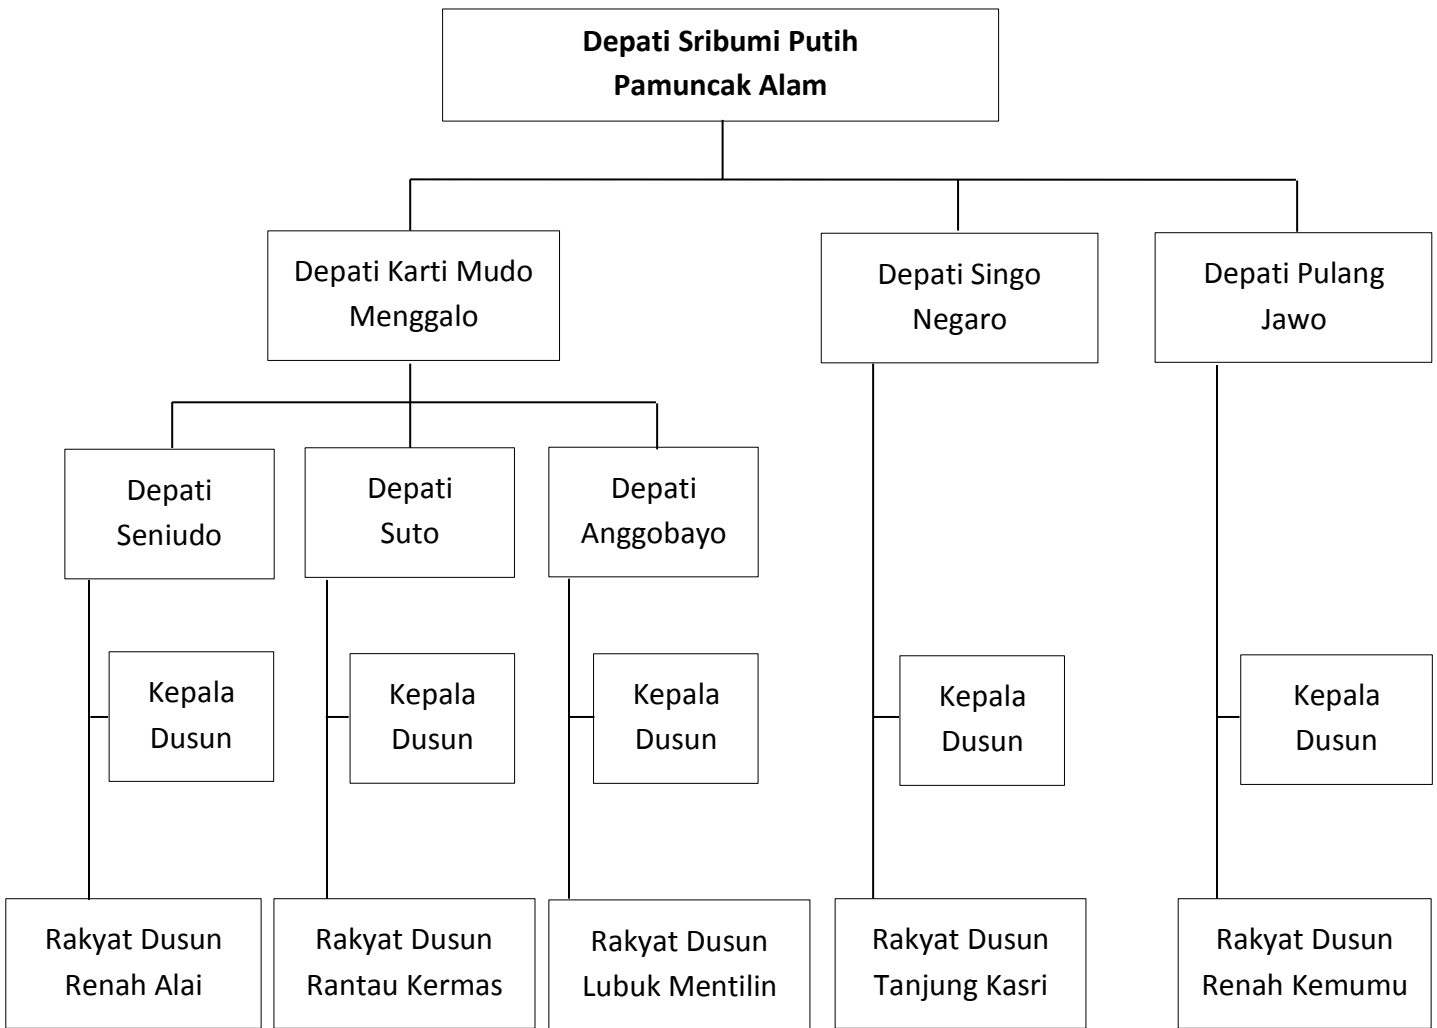 Depati Sribumi Putih
Pamuncak Alam
Depati Karti Mudo
Menggalo
Depati Singo
Negaro
Depati Pulang
Jawo
Depati
Seniudo
Depati
Suto
Depati
Anggobayo
Kepala
Dusun
Kepala
Dusun
Kepala
Dusun
Kepala
Dusun
Kepala
Dusun
Rakyat Dusun
Renah Alai
Rakyat Dusun
Rantau Kermas
Rakyat Dusun
Lubuk Mentilin
Rakyat Dusun
Tanjung Kasri
Rakyat Dusun
Renah Kemumu